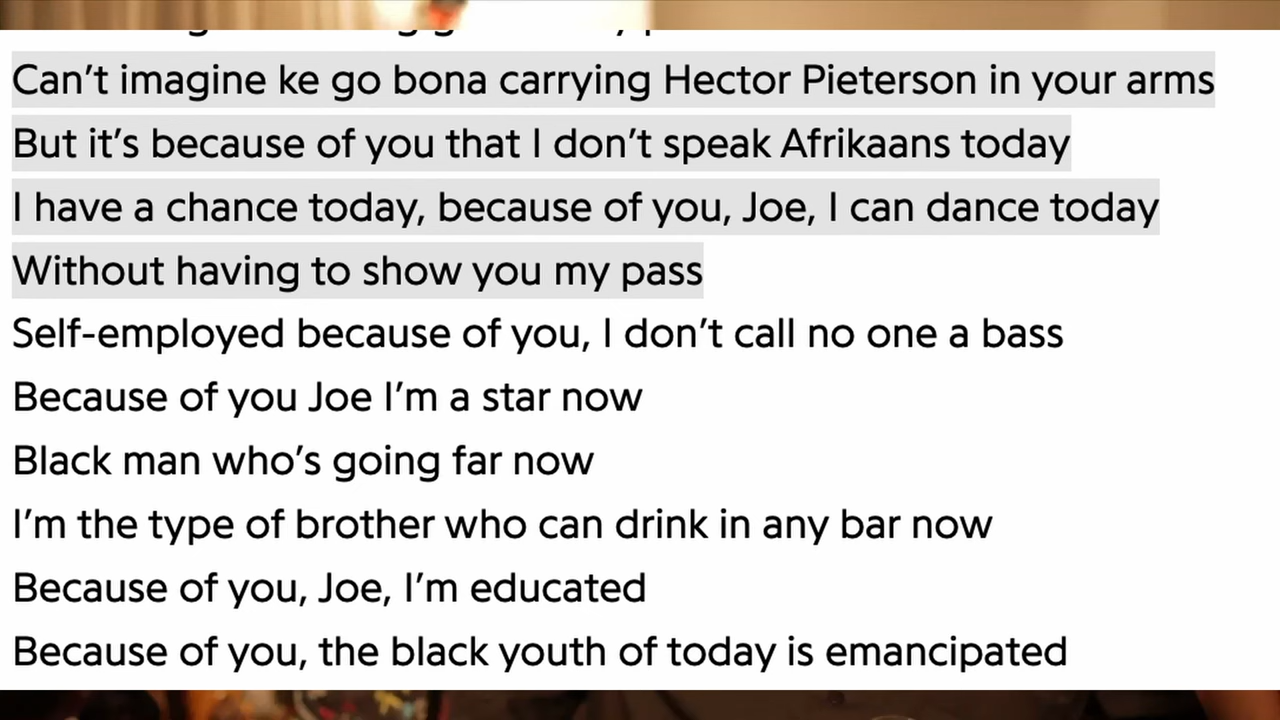 Can't imagine ke go bona carrying Hector Pieterson in your arms
But it's because of you that I don't speak Afrikaans today
I have a chance today, because of you, Joe, I can dance today
Without having to show you my pass
Self-employed because of you, I don't call no one a bass
Because of you Joe I'm a star now
Black man who's going far now
I'm the type of brother who can drink in any bar now
Because of you, Joe, I'm educated
Because of you, the black youth of today is emancipated